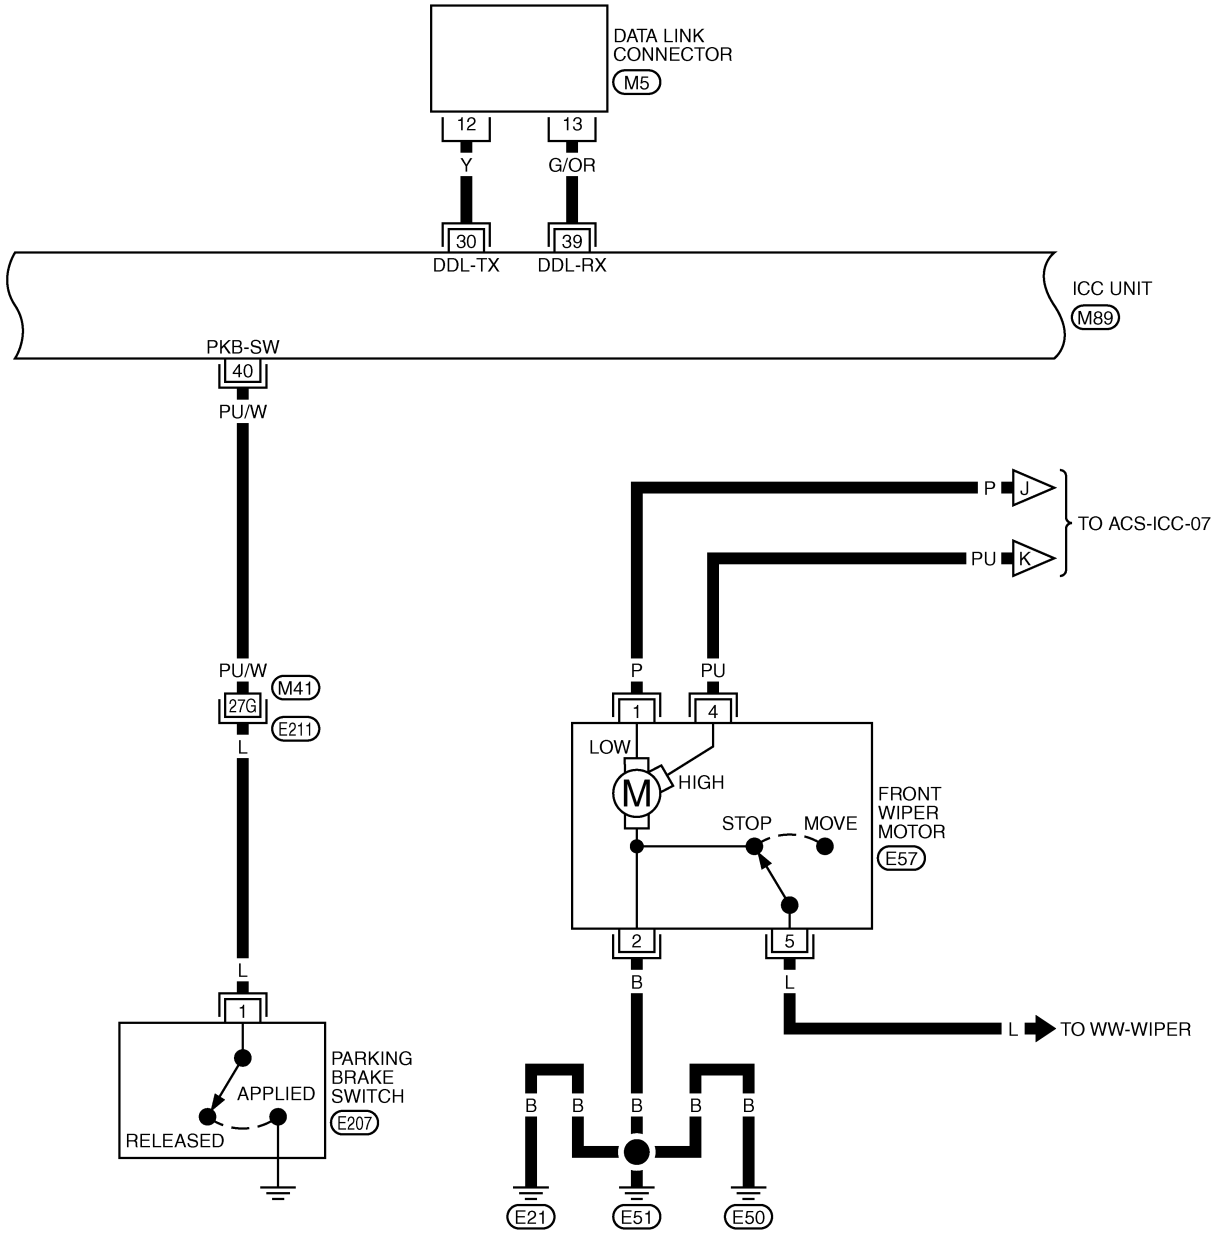 DATA LINK
CONNECTOR
M5
12
13
Y
G/OR
30
39
DDL-TX
DDL-RX
ICC UNIT
M89
PKB-SW
40
PU/W
P
J
TO ACS-ICC-07
PU
K
PU/W
M41
27G
E211
L
P
PU
1
4
LOW
HIGH
M
STOP
MOVE
FRONT
WIPER
MOTOR
E57
2
5
B
L
L
TO WW-WIPER
L
1
PARKING
BRAKE
SWITCH
E207
APPLIED
RELEASED
B
B
B
B
B
E21
E51
E50